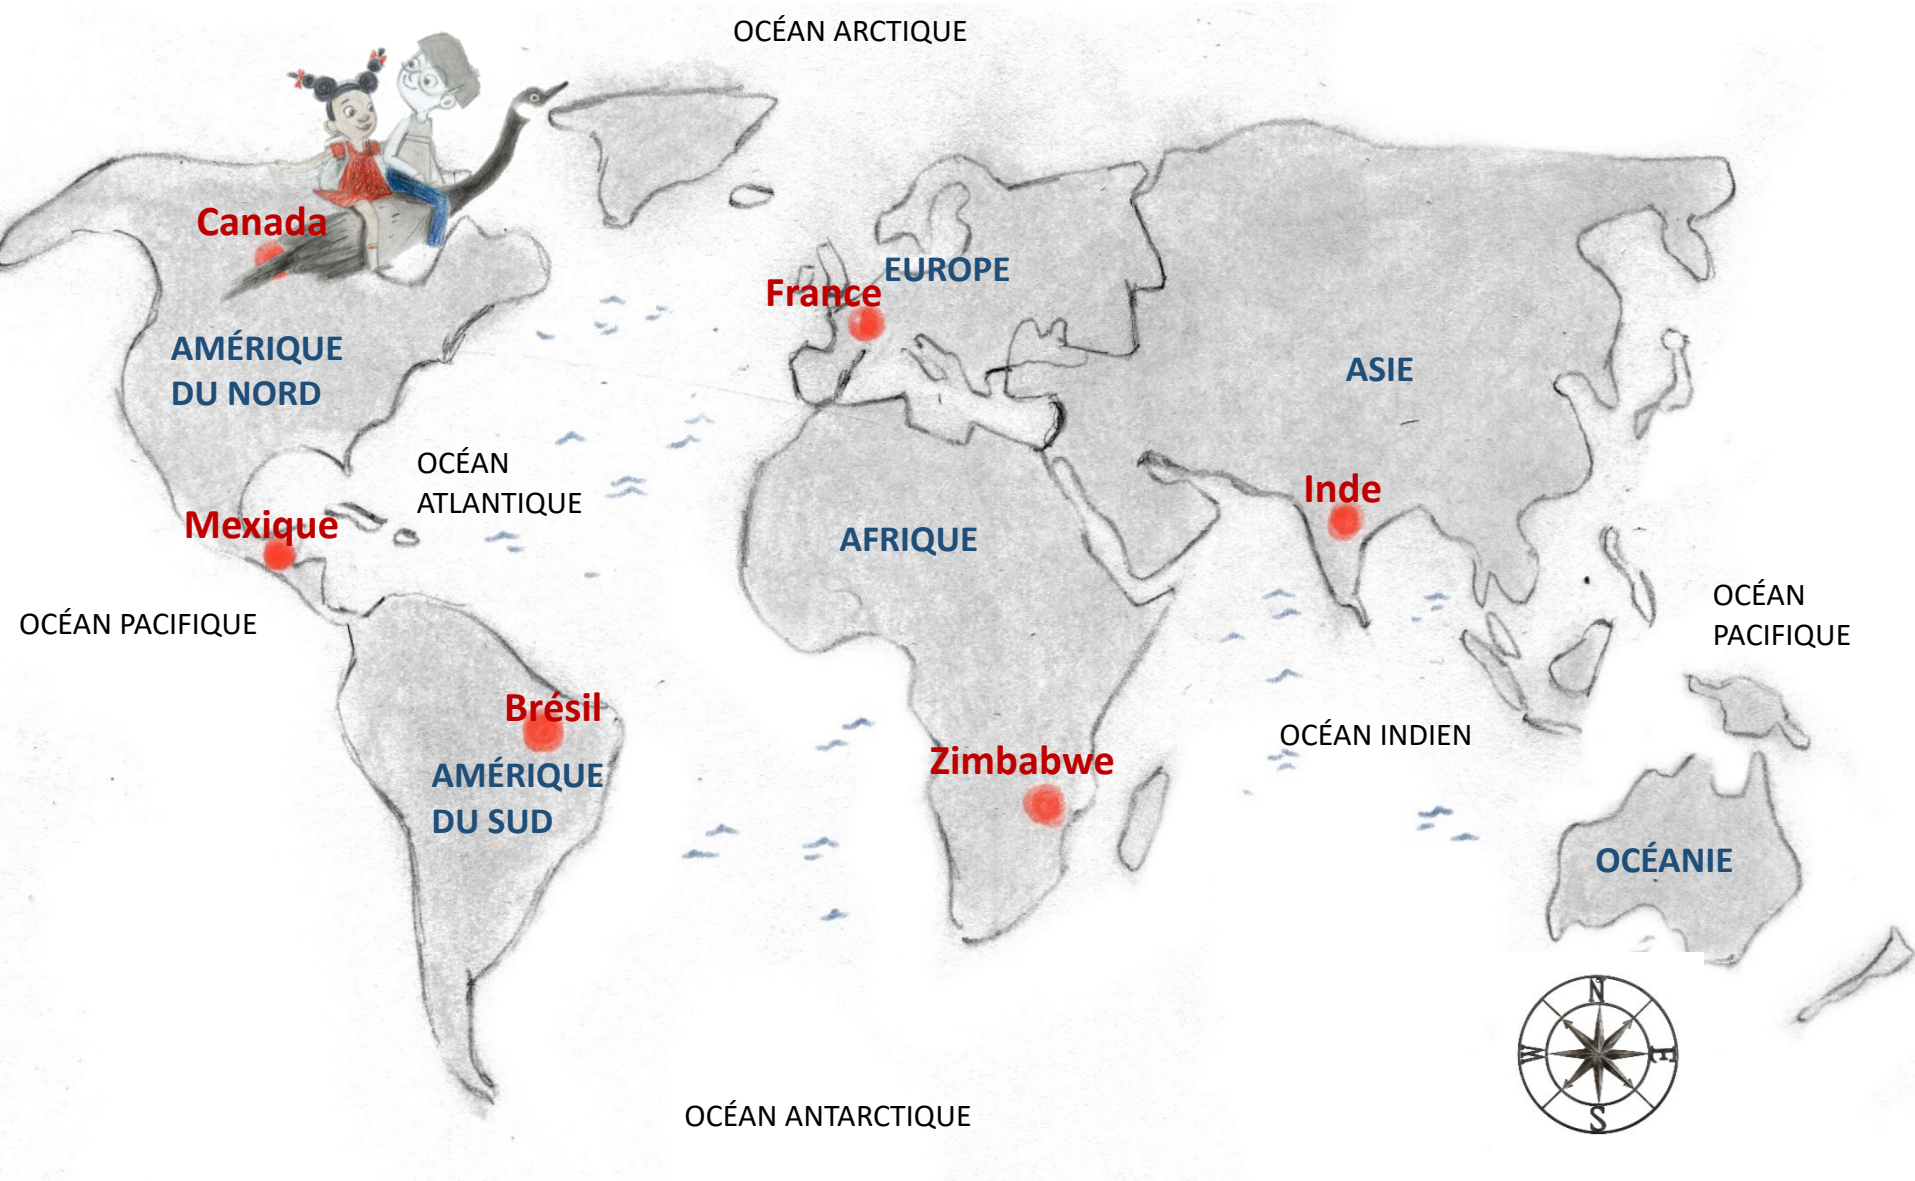 OCÉAN ARCTIQUE
Canada
EUROPE
France
AMÉRIQUE
DU NORD
ASIE
OCÉAN
ATLANTIQUE
Inde
Mexique
AFRIQUE
OCÉAN PACIFIQUE
OCÉAN
PACIFIQUE
Brésil
OCÉAN INDIEN
Zimbabwe
AMÉRIQUE
DU SUD
OCÉANIE
N
W
E
S
OCÉAN ANTARCTIQUE